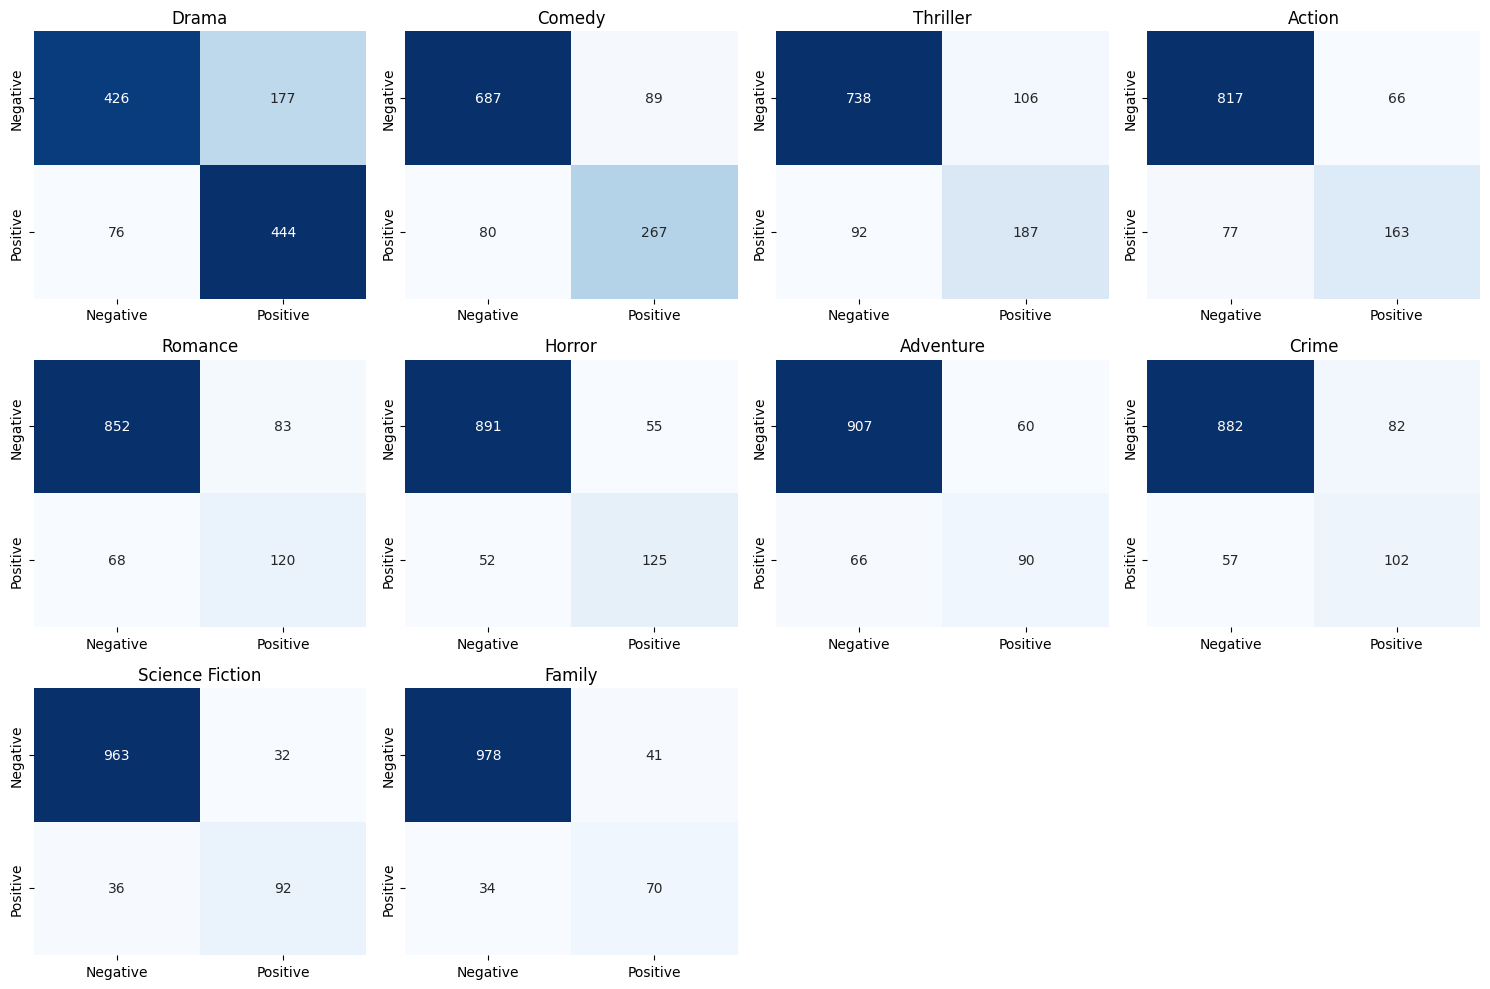 Drama Comedy Thriller Action
Negative 426 177 Negative 687 89 Negative 738 106 Negative 817 66
Positive 76 444 Positive 80 267 Positive 92 187 Positive 77 163
Negative Positive Negative Positive Negative Positive Negative Positive
Romance Horror Adventure Crime
Negative 852 83 Negative 891 55 Negative 907 60 Negative 882 82
Positive 68 120 Positive 52 125 Positive 66 90 Positive 57 102
Negative Positive Negative Positive Negative Positive Negative Positive
Science Fiction Family
Negative 963 32 Negative 978 41
Positive 36 92 Positive 34 70
Negative Positive Negative Positive